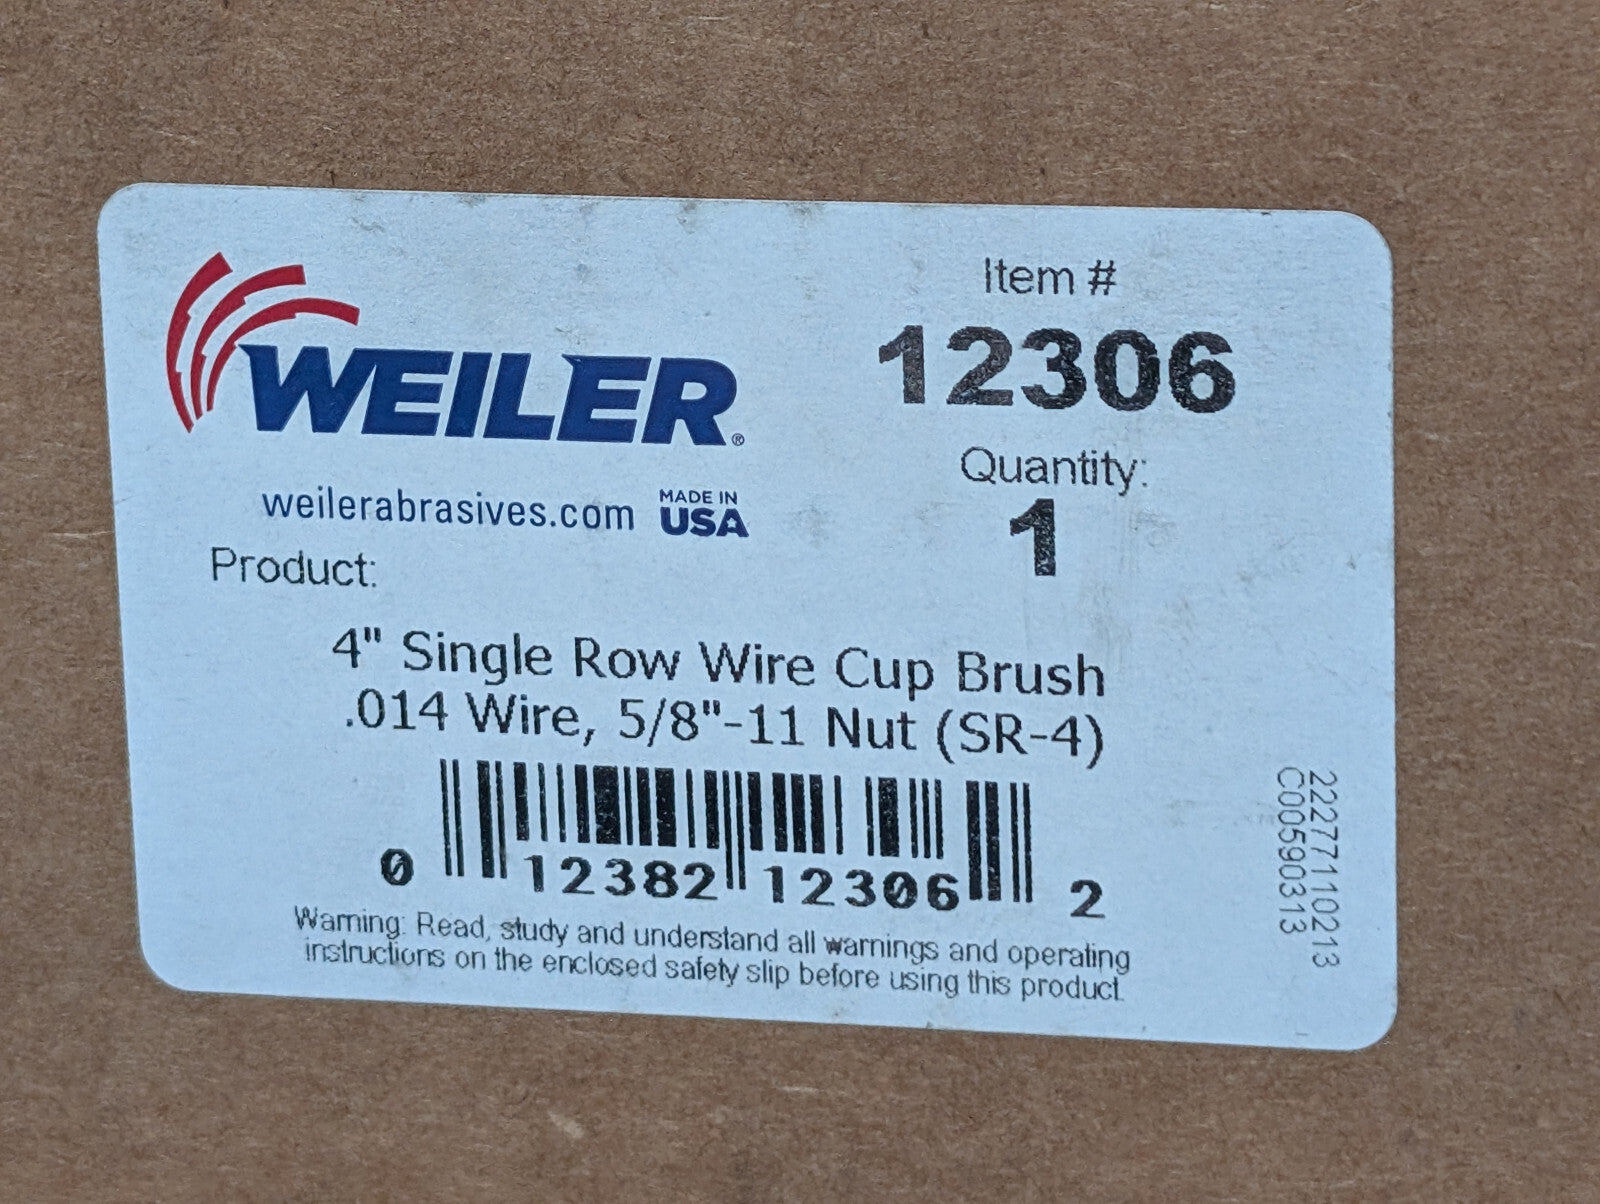 WEILER®
weilerabrasives.com MADE IN USA
Item #
12306
Quantity:
1
Product:
4" Single Row Wire Cup Brush
.014 Wire, 5/8"-11 Nut (SR-4)
0 12382 12306 2
Warning: Read, study and understand all warnings and operating
instructions on the enclosed safety slip before using this product.
22277110213
C00590313